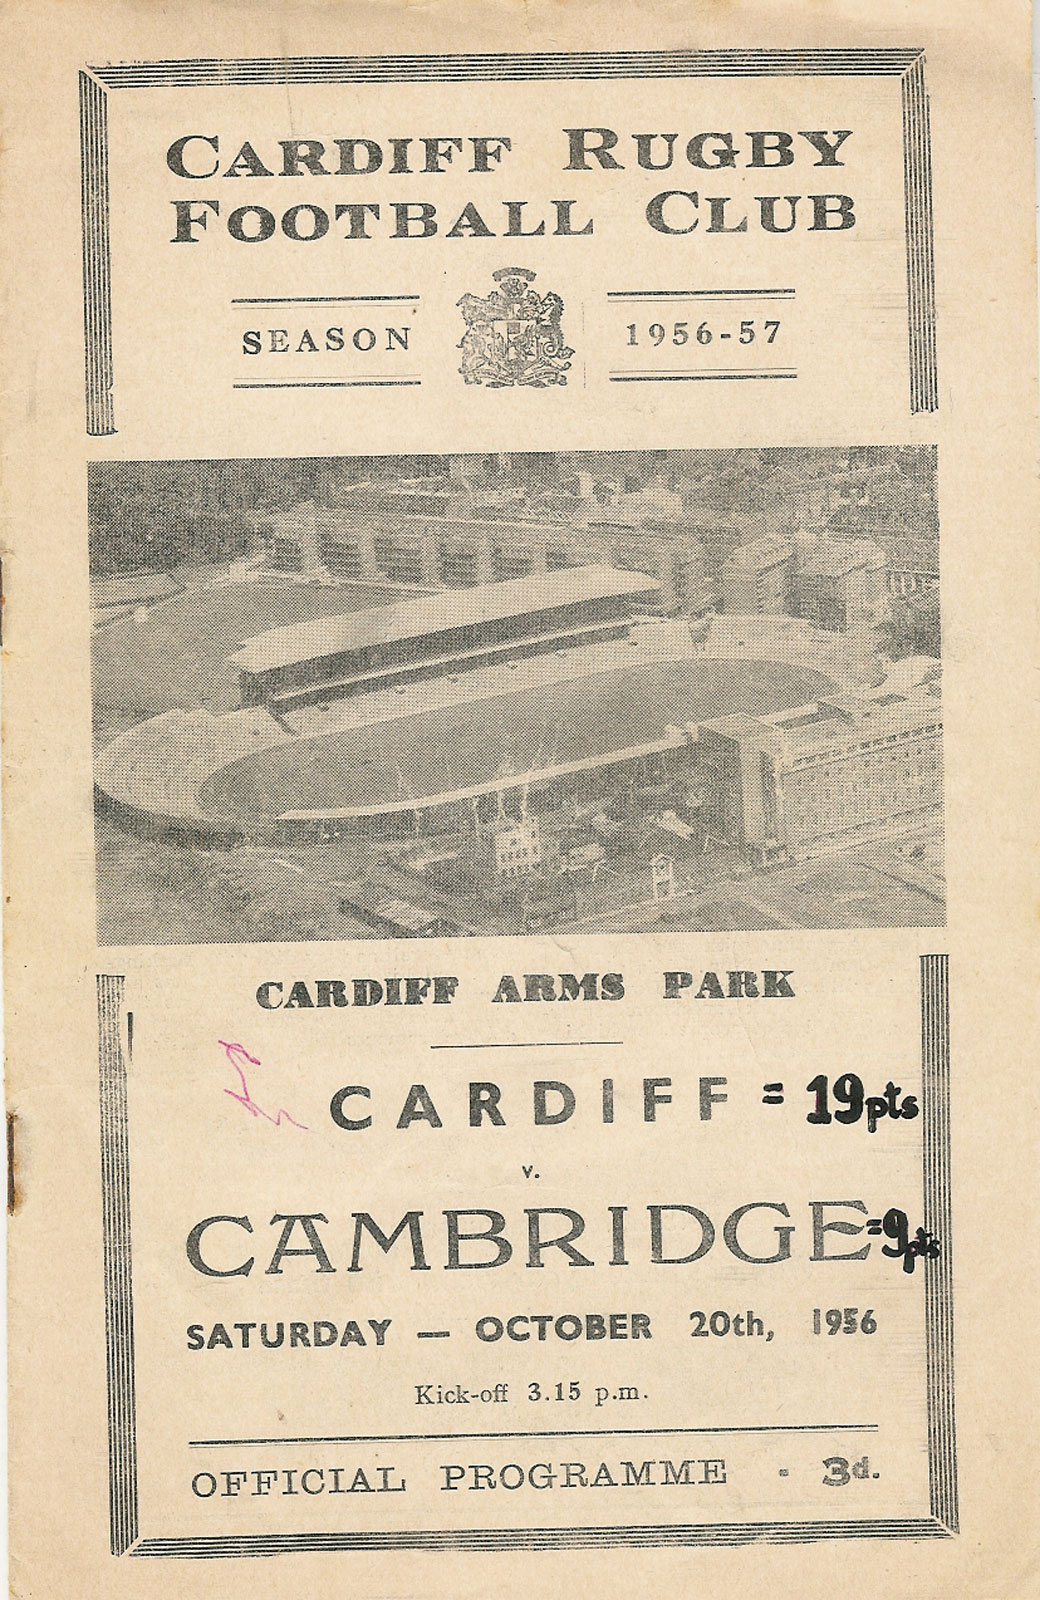 CARDIFF RUGBY
FOOTBALL CLUB
SEASON 1956-57
CARDIFF ARMS PARK
CARDIFF = 19pts
v.
CAMBRIDGE =9pts
SATURDAY — OCTOBER 20th, 1956
Kick-off 3.15 p.m.
OFFICIAL PROGRAMME - 3d.